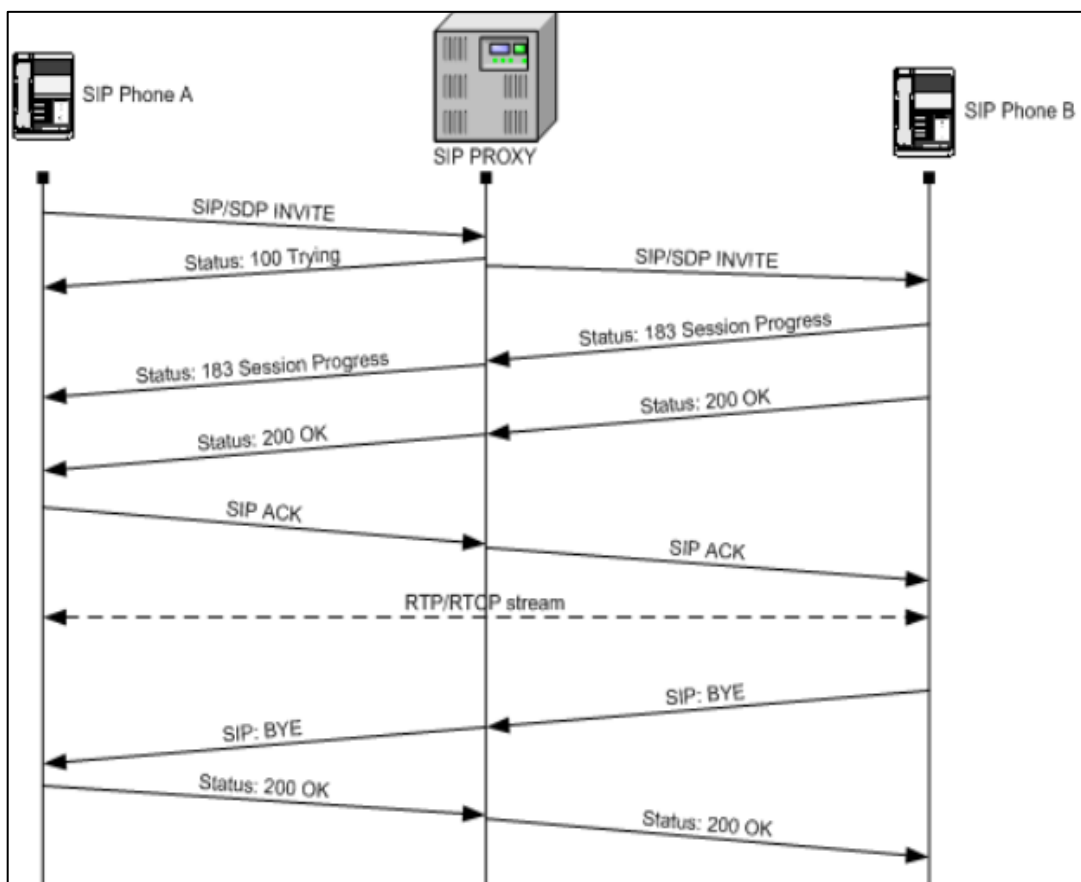 SIP Phone A
SIP PROXY
SIP Phone B
SIP/SDP INVITE
Status: 100 Trying
SIP/SDP INVITE
Status: 183 Session Progress
Status: 183 Session Progress
Status: 200 OK
Status: 200 OK
SIP ACK
SIP ACK
RTP/RTCP stream
SIP: BYE
SIP: BYE
Status: 200 OK
Status: 200 OK